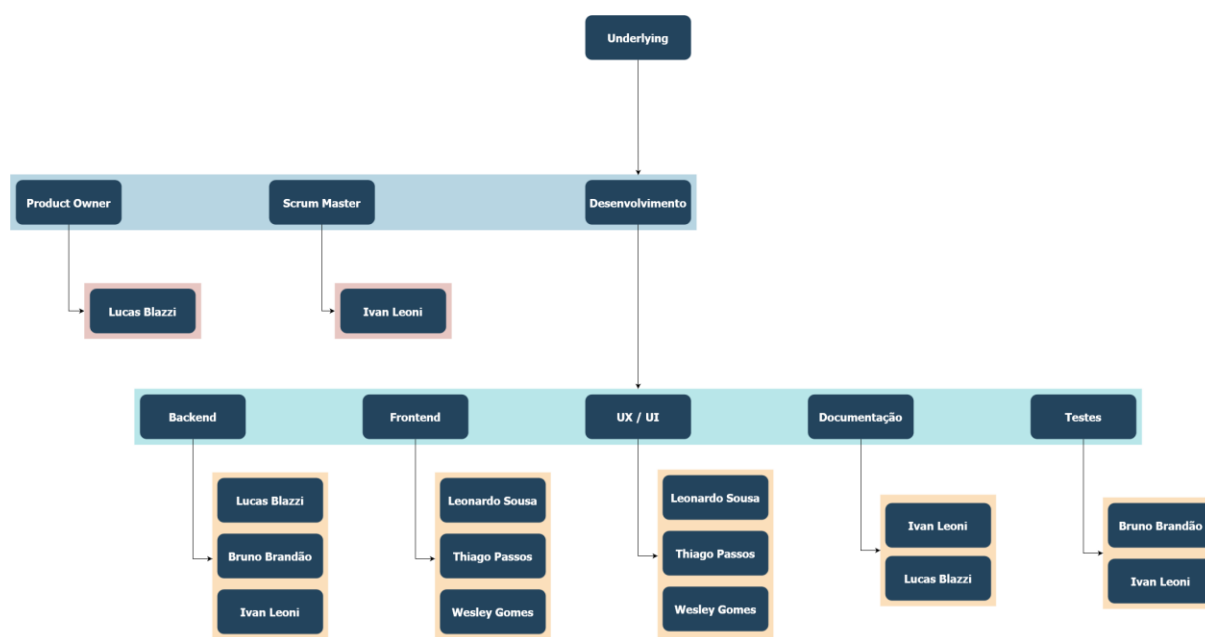 Underlying
Product Owner
Scrum Master
Desenvolvimento
Lucas Blazzi
Ivan Leoni
Backend
Frontend
UX / UI
Documentação
Testes
Lucas Blazzi
Bruno Brandão
Ivan Leoni
Leonardo Sousa
Thiago Passos
Wesley Gomes
Leonardo Sousa
Thiago Passos
Wesley Gomes
Ivan Leoni
Lucas Blazzi
Bruno Brandão
Ivan Leoni